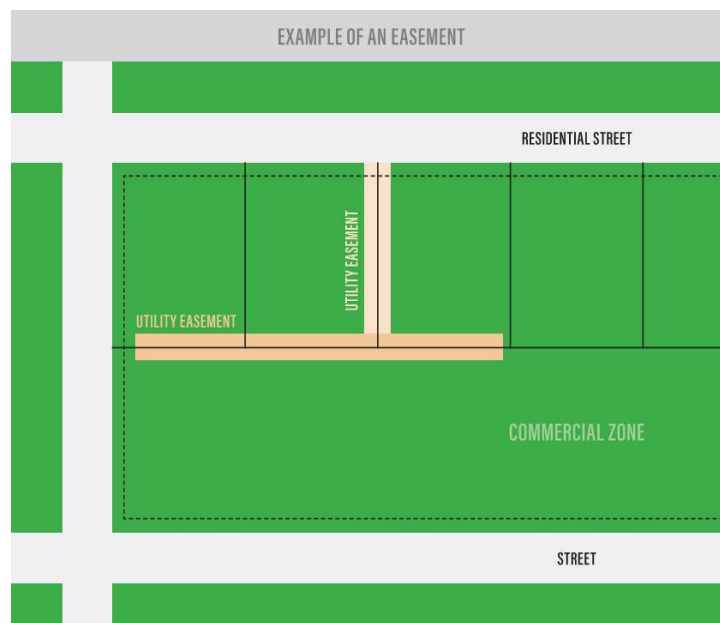 EXAMPLE OF AN EASEMENT
RESIDENTIAL STREET
UTILITY EASEMENT
UTILITY EASEMENT
COMMERCIAL ZONE
STREET